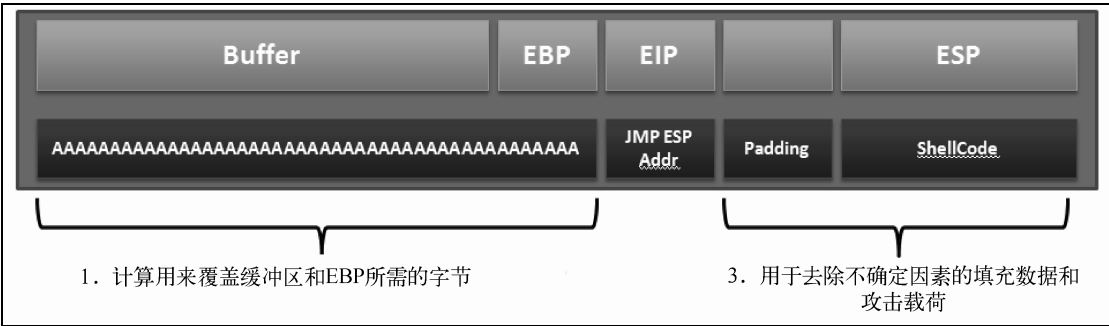 Buffer EBP EIP ESP
AAAAAAAAAAAAAAAAAAAAAAAAAAAAAAAAAAAAAAAAAAAA JMP ESP Addr Padding ShellCode
1. 计算用来覆盖缓冲区和EBP所需的字节
3. 用于去除不确定因素的填充数据和
攻击载荷